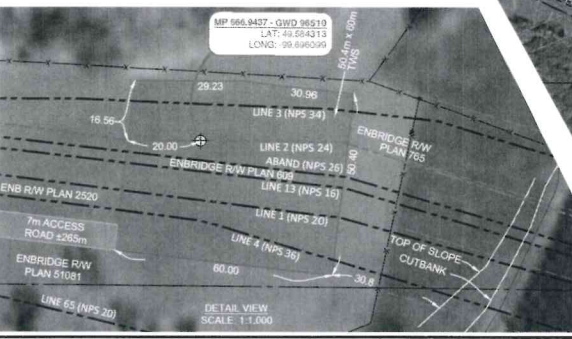 MP 866.9437 - GWD 96510
LAT: 49.584313
LONG: -99.696099
50.4m x 60m
TWS
29.23
30.96
16.56
LINE 3 (NPS 34)
ENBRIDGE R/W
PLAN 765
20.00
LINE 2 (NPS 24)
ABAND (NPS 26)
50.40
ENBRIDGE R/W PLAN 609
LINE 13 (NPS 16)
ENB R/W PLAN 2520
LINE 1 (NPS 20)
7m ACCESS
ROAD ±265m
LINE 4 (NPS 36)
TOP OF SLOPE
CUTBANK
ENBRIDGE R/W
PLAN 51081
60.00
30.8
LINE 65 (NPS 20)
DETAIL VIEW
SCALE: 1:1,000